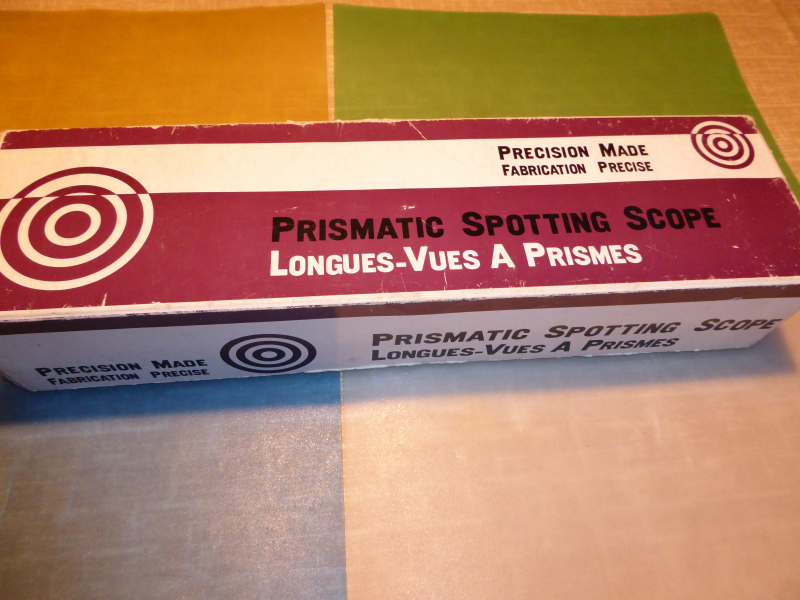 PRECISION MADE
FABRICATION PRECISE
PRISMATIC SPOTTING SCOPE
LONGUES-VUES A PRISMES
PRISMATIC SPOTTING SCOPE
LONGUES-VUES A PRISMES
PRECISION MADE
FABRICATION PRECISE